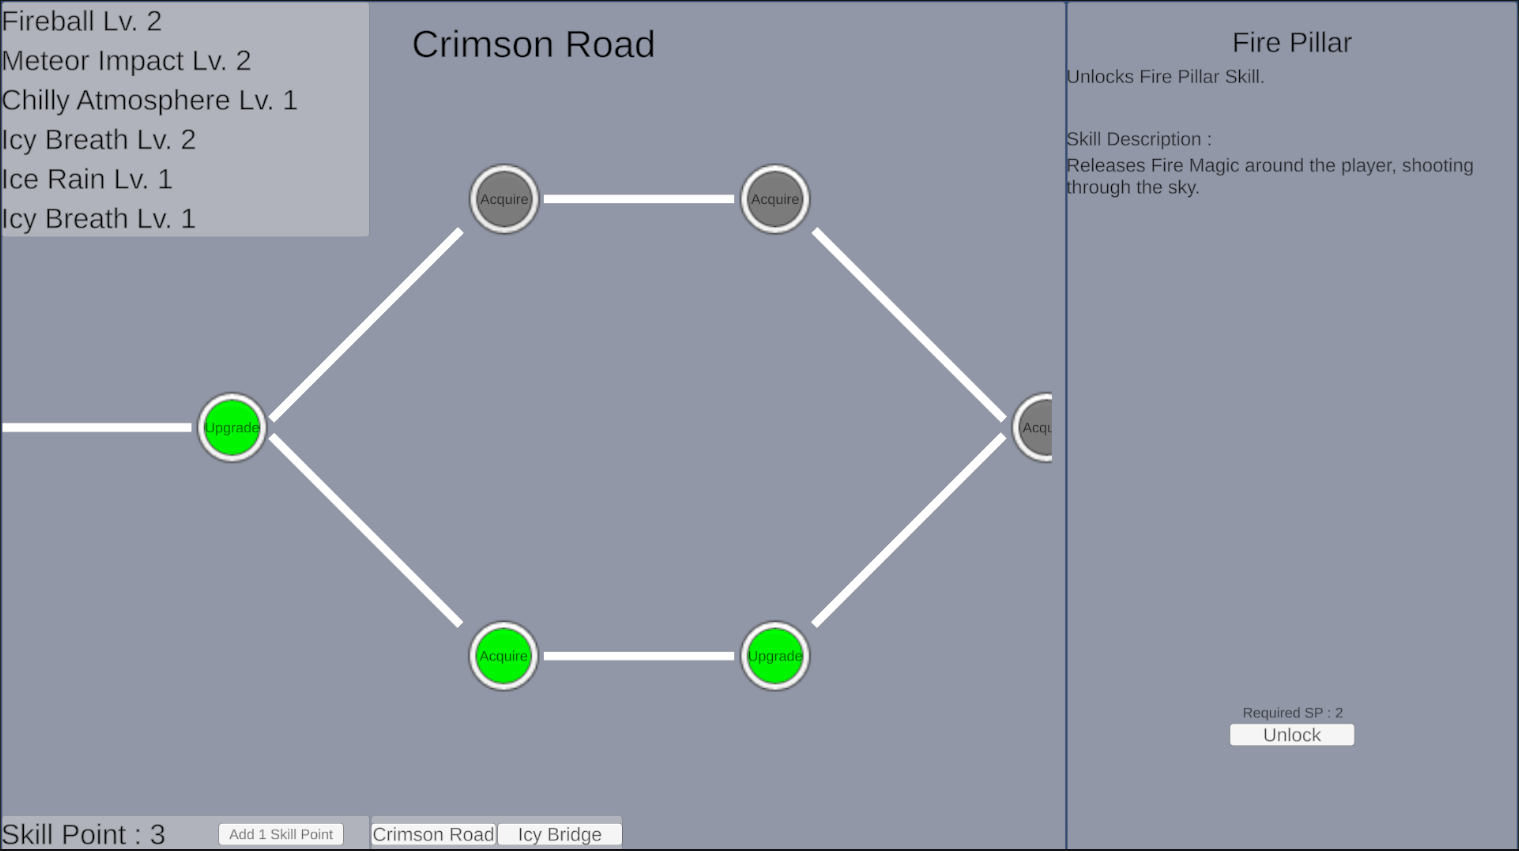 Fireball Lv. 2
Meteor Impact Lv. 2
Chilly Atmosphere Lv. 1
Icy Breath Lv. 2
Ice Rain Lv. 1
Icy Breath Lv. 1
Crimson Road
Acquire
Acquire
Upgrade
Acqu
Acquire
Upgrade
Skill Point : 3
Add 1 Skill Point
Crimson Road
Icy Bridge
Fire Pillar
Unlocks Fire Pillar Skill.
Skill Description :
Releases Fire Magic around the player, shooting
through the sky.
Required SP : 2
Unlock